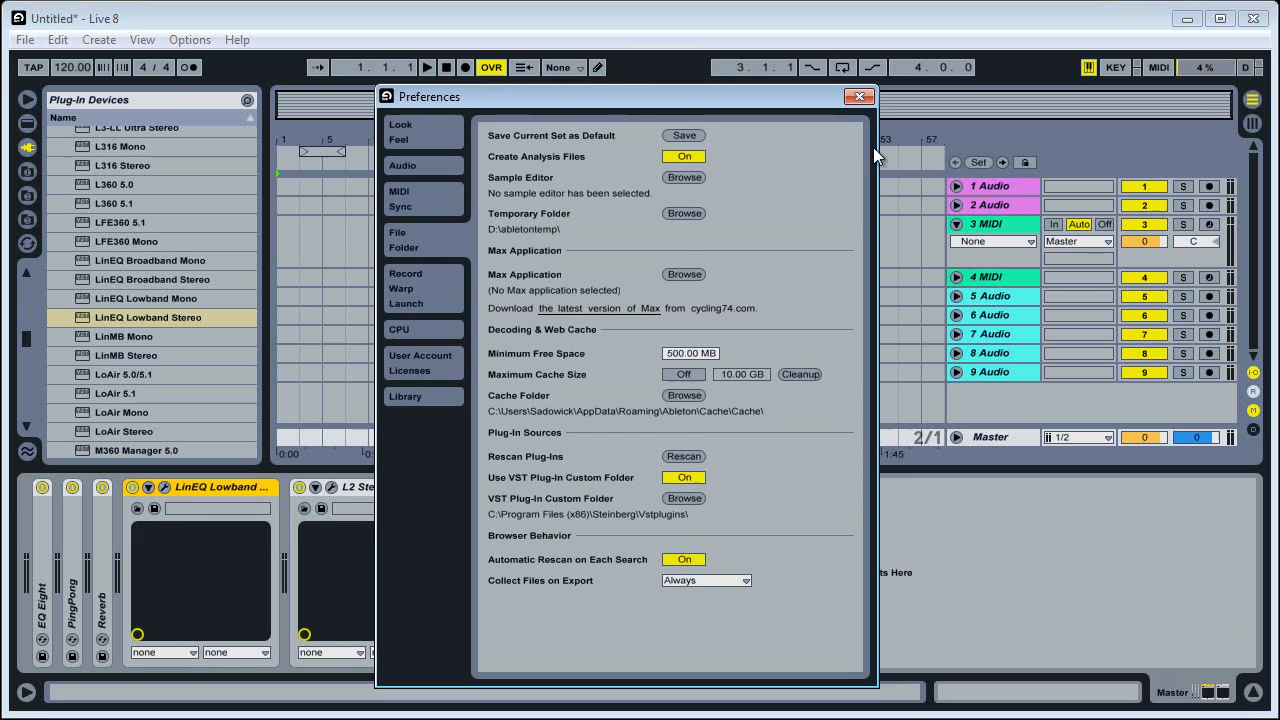 Untitled* - Live 8
File Edit Create View Options Help
TAP 120.00 4 / 4 1. 1. 1 OVR None 3. 1. 1 4. 0. 0 KEY MIDI 4 % D
Plug-In Devices
Name
L3-LL Ultra Stereo
L316 Mono
L316 Stereo
L360 5.0
L360 5.1
LFE360 5.1
LFE360 Mono
LinEQ Broadband Mono
LinEQ Broadband Stereo
LinEQ Lowband Mono
LinEQ Lowband Stereo
LinMB Mono
LinMB Stereo
LoAir 5.0/5.1
LoAir 5.1
LoAir Mono
LoAir Stereo
M360 Manager 5.0
Preferences
Look
Feel
Audio
MIDI
Sync
File
Folder
Record
Warp
Launch
CPU
User Account
Licenses
Library
Save Current Set as Default Save
Create Analysis Files On
Sample Editor Browse
No sample editor has been selected.
Temporary Folder Browse
D:\abletontemp\
Max Application
Max Application Browse
(No Max application selected)
Download the latest version of Max from cycling74.com.
Decoding & Web Cache
Minimum Free Space 500.00 MB
Maximum Cache Size Off 10.00 GB Cleanup
Cache Folder Browse
C:\Users\Sadowick\AppData\Roaming\Ableton\Cache\Cache\
Plug-In Sources
Rescan Plug-Ins Rescan
Use VST Plug-In Custom Folder On
VST Plug-In Custom Folder Browse
C:\Program Files (x86)\Steinberg\Vstplugins\
Browser Behavior
Automatic Rescan on Each Search On
Collect Files on Export Always
1 5 53 57
Set
1 Audio 1 S
2 Audio 2 S
3 MIDI In Auto Off 3 S
None Master 0 C
4 MIDI 4 S
5 Audio 5 S
6 Audio 6 S
7 Audio 7 S
8 Audio 8 S
9 Audio 9 S
2/1 Master 1/2 0 0
0:00 0:15 1:45
I·O
R
M
D
EQ Eight
PingPong
Reverb
LinEQ Lowband ...
L2 Ste
none none none
ts Here
Master